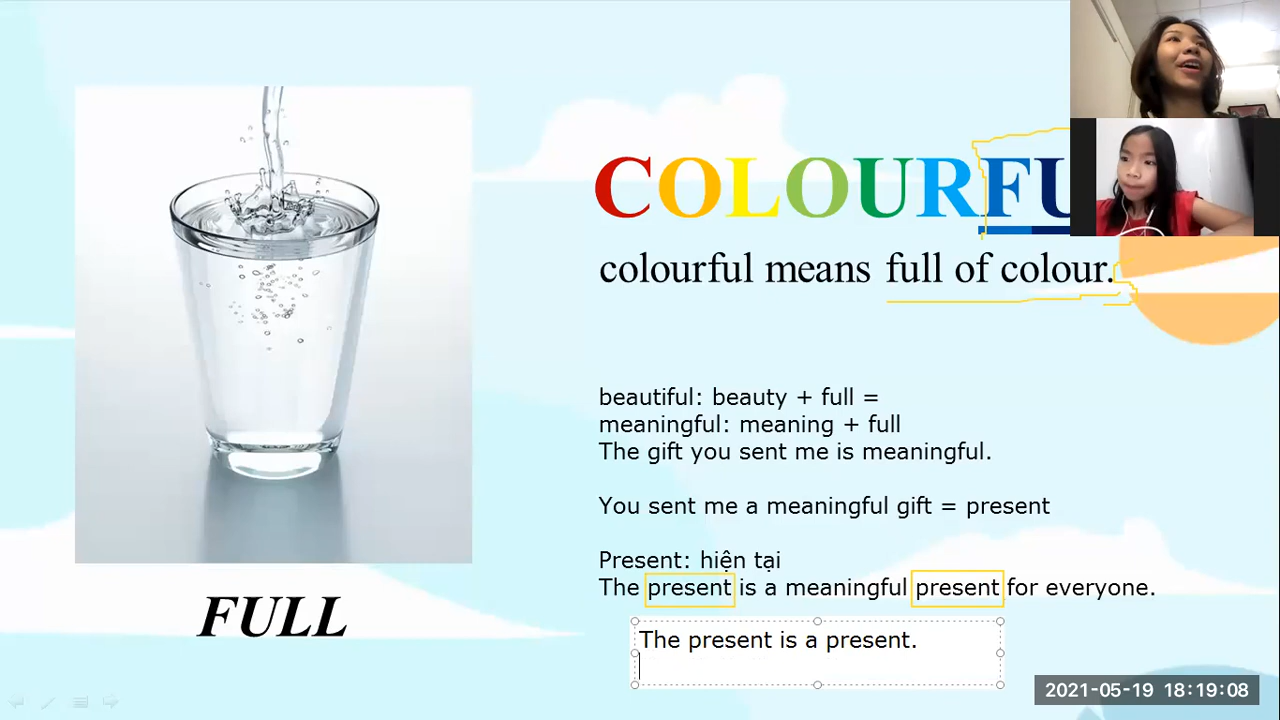 COLOURFU
colourful means full of colour.
beautiful: beauty + full =
meaningful: meaning + full
The gift you sent me is meaningful.
You sent me a meaningful gift = present
Present: hiện tại
The present is a meaningful present for everyone.
The present is a present.
FULL
2021-05-19 18:19:08